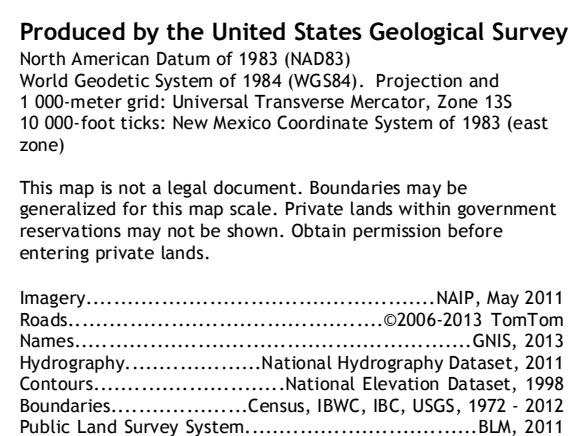 Produced by the United States Geological Survey
North American Datum of 1983 (NAD83)
World Geodetic System of 1984 (WGS84).  Projection and
1 000-meter grid: Universal Transverse Mercator, Zone 13S
10 000-foot ticks: New Mexico Coordinate System of 1983 (east
zone)
This map is not a legal document. Boundaries may be
generalized for this map scale. Private lands within government
reservations may not be shown. Obtain permission before
entering private lands.
Imagery..................................................NAIP, May 2011
Roads..............................................©2006-2013 TomTom
Names..........................................................GNIS, 2013
Hydrography....................National Hydrography Dataset, 2011
Contours............................National Elevation Dataset, 1998
Boundaries....................Census, IBWC, IBC, USGS, 1972 - 2012
Public Land Survey System..................................BLM, 2011